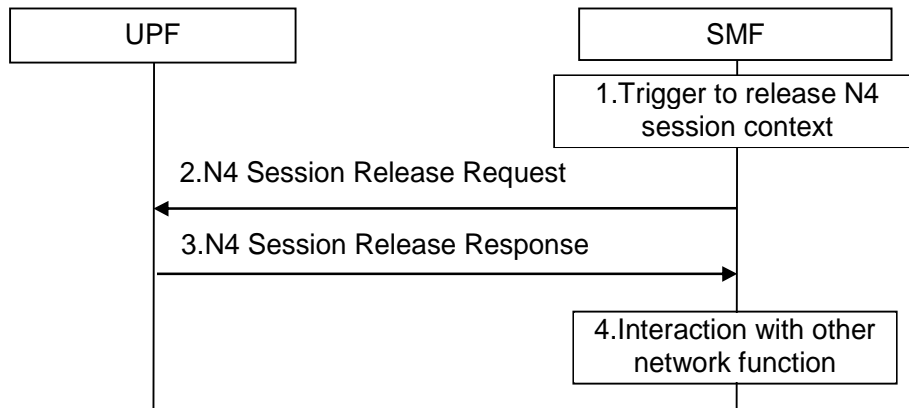 UPF
SMF
1.Trigger to release N4
session context
2.N4 Session Release Request
3.N4 Session Release Response
4.Interaction with other
network function